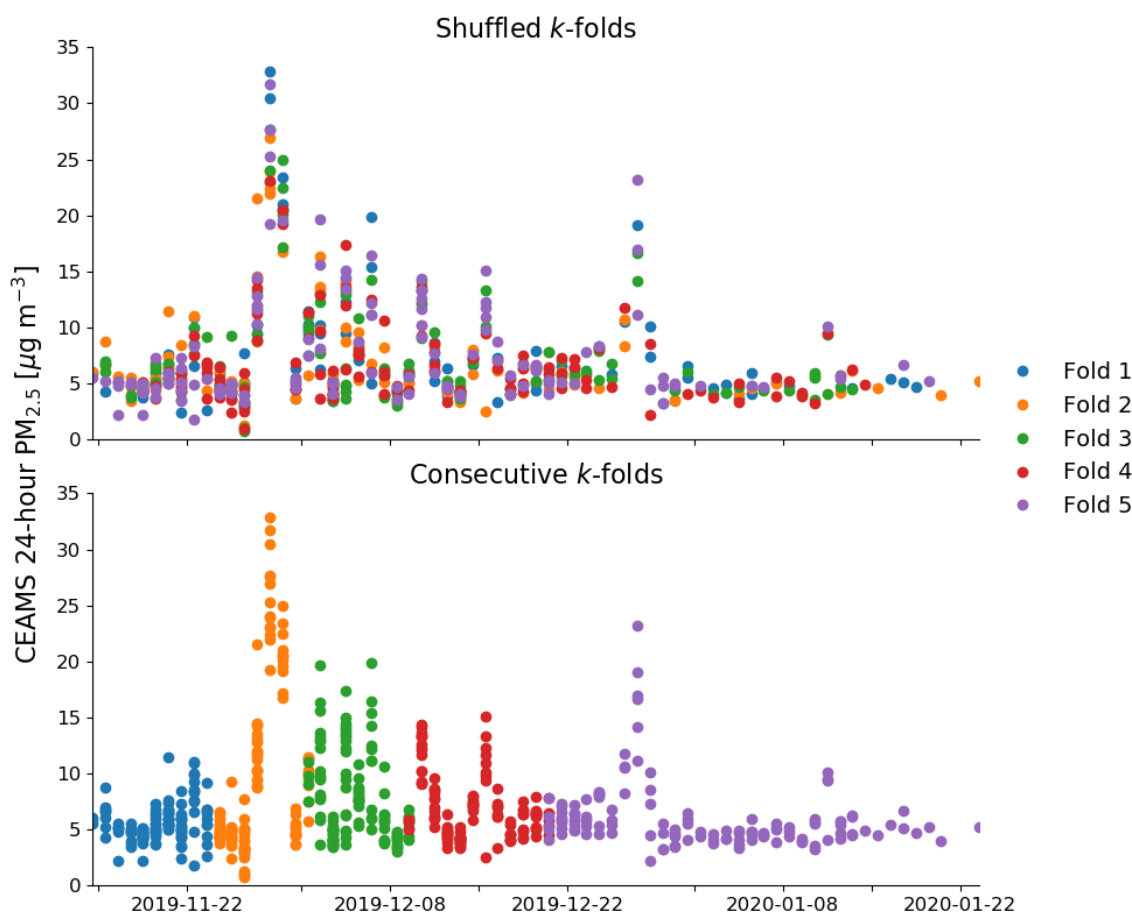 Shuffled k-folds
35
30
25
20
15
10
5
0
Consecutive k-folds
35
30
25
20
15
10
5
0
CEAMS 24-hour PM2.5 [μg m−3]
2019-11-22
2019-12-08
2019-12-22
2020-01-08
2020-01-22
Fold 1
Fold 2
Fold 3
Fold 4
Fold 5